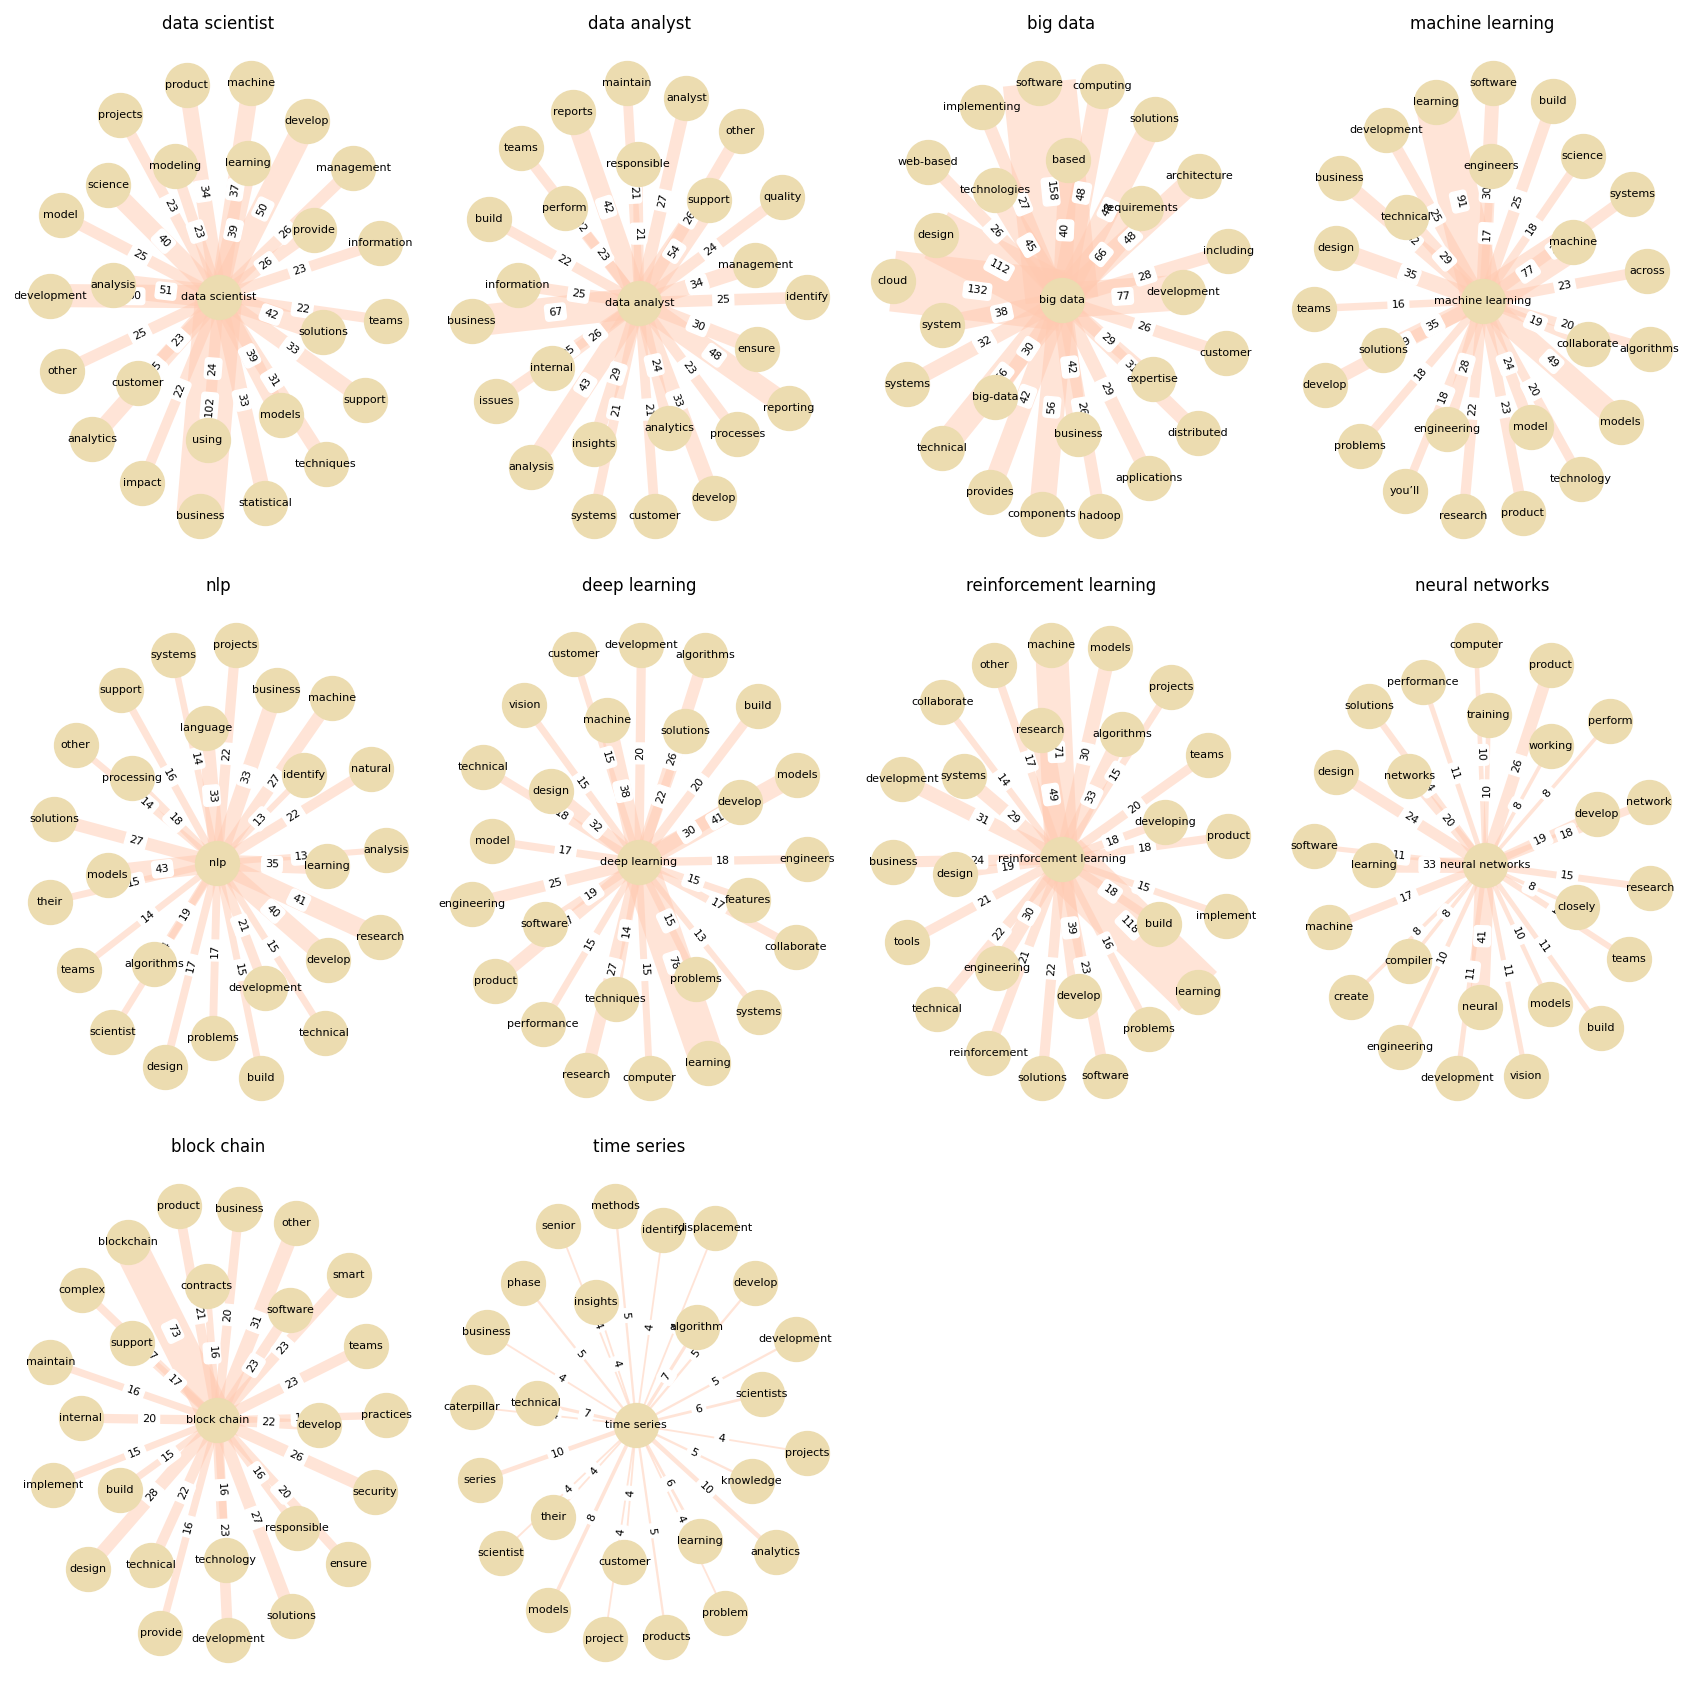 data scientist
data analyst
big data
machine learning
product
machine
projects
develop
modeling
learning
management
science
model
provide
information
analysis
development
data scientist
teams
solutions
other
customer
support
analytics
models
using
techniques
impact
statistical
business
34
37
23
50
23
39
40
26
25
26
23
51
22
42
25
23
33
39
31
22
24
33
102
maintain
analyst
reports
other
teams
responsible
support
quality
perform
build
management
information
identify
data analyst
business
ensure
internal
issues
reporting
analytics
processes
insights
analysis
develop
systems
customer
21
27
42
21
54
24
23
22
34
25
25
67
30
26
48
23
29
24
43
33
21
software
computing
implementing
solutions
based
web-based
technologies
architecture
requirements
design
including
cloud
development
big data
system
customer
systems
expertise
big-data
technical
business
distributed
applications
provides
components
hadoop
158
48
27
40
48
26
45
66
112
28
132
77
38
26
32
30
29
42
29
42
56
software
learning
build
development
engineers
science
business
technical
systems
machine
design
across
teams
machine learning
solutions
collaborate
algorithms
develop
models
engineering
model
problems
technology
you’ll
research
product
91
25
17
18
29
77
35
23
16
19
20
35
49
18
28
24
20
18
22
23
nlp
deep learning
reinforcement learning
neural networks
projects
systems
support
business
machine
language
other
identify
natural
processing
solutions
analysis
models
learning
nlp
their
research
teams
algorithms
develop
development
scientist
technical
problems
design
build
14
22
16
33
33
27
14
18
13
22
27
13
43
35
41
14
19
40
21
15
17
17
15
development
customer
algorithms
vision
build
machine
solutions
technical
models
design
develop
model
deep learning
engineers
engineering
features
software
collaborate
product
problems
techniques
systems
performance
learning
research
computer
20
15
26
15
38
22
20
32
30
41
17
18
25
15
19
17
15
14
15
13
27
15
76
machine
models
other
projects
collaborate
research
algorithms
teams
development
systems
developing
product
business
reinforcement learning
design
implement
build
tools
engineering
learning
develop
technical
problems
reinforcement
solutions
software
71
30
17
15
14
49
33
29
20
31
18
18
24
19
18
15
21
30
118
22
39
16
21
22
23
computer
product
performance
solutions
training
perform
working
design
networks
develop
network
software
learning
neural networks
research
closely
machine
teams
compiler
create
neural
models
build
engineering
development
vision
10
11
26
10
8
8
24
20
19
18
33
15
17
8
8
8
41
10
11
10
11
11
block chain
time series
product
business
other
blockchain
smart
contracts
complex
software
support
teams
maintain
practices
internal
block chain
develop
implement
build
security
responsible
technology
design
technical
ensure
solutions
provide
development
21
20
31
73
16
23
23
17
23
16
20
22
15
15
26
28
22
16
16
20
27
16
23
methods
senior
identify
displacement
phase
develop
insights
algorithm
business
development
scientists
caterpillar
technical
time series
projects
series
knowledge
their
scientist
learning
analytics
customer
models
problem
project
products
5
4
5
4
5
7
4
5
7
6
4
10
5
4
4
6
10
8
4
4
5
4